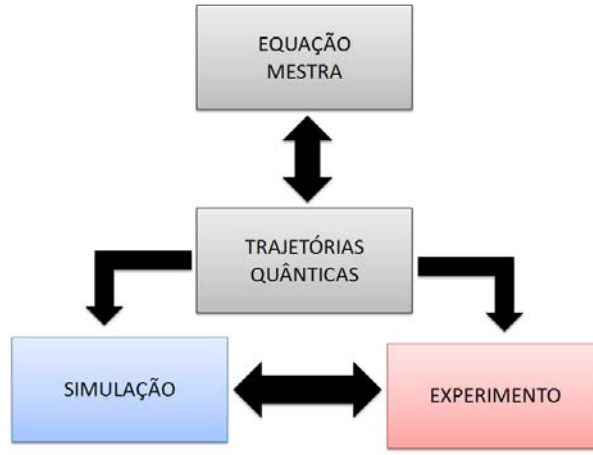 EQUAÇÃO
MESTRA
TRAJETÓRIAS
QUÂNTICAS
SIMULAÇÃO
EXPERIMENTO